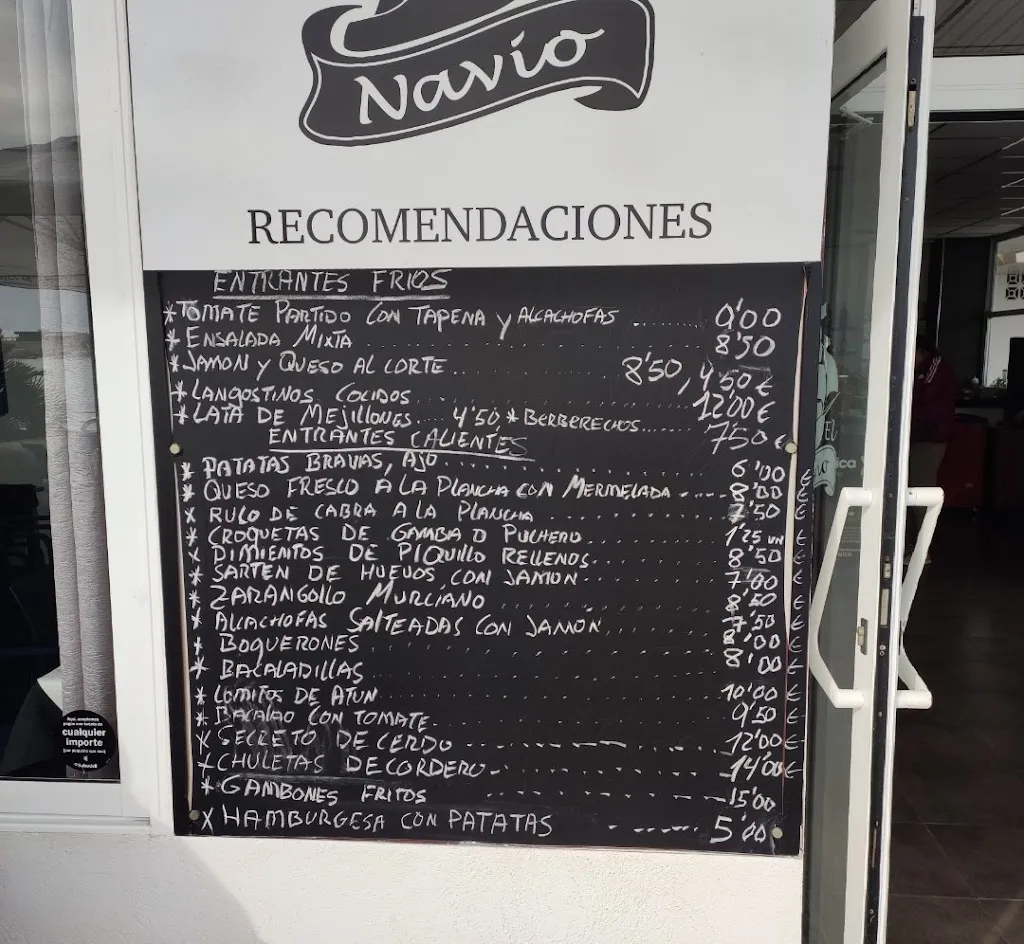 Navío
RECOMENDACIONES
ENTRANTES FRIOS
*TOMATE PARTIDO CON TAPENA Y ALCACHOFAS ........ 9'00
*ENSALADA MIXTA ........ 8'50
*JAMON Y QUESO AL CORTE ........ 8'50, 4'50 €
*LANGOSTINOS COCIDOS 12'00 €
*LATA DE MEJILLONES.... 4'50, *BERBERECHOS....... 7'50 €
ENTRANTES CALIENTES
* PATATAS BRAVAS, AJO ........ 6'00 €
* QUESO FRESCO A LA PLANCHA CON MERMELADA ---- 8'00 €
* RULO DE CABRA A LA PLANCHA ........ 7'50 €
* CROQUETAS DE GAMBA O PUCHERO ........ 1'25 UN €
* PIMIENTOS DE PIQUILLO RELLENOS ........ 8'50 €
* SARTEN DE HUEVOS CON JAMON ........ 7'00 €
* ZARANGOLLO MURCIANO ........ 8'50 €
* ALCACHOFAS SALTEADAS CON JAMON ........ 7'50 €
* BOQUERONES ........ 8'00 €
* BACALADILLAS ........ 8'00 €
* LOMITOS DE ATUN ........ 10'00 €
* BACALAO CON TOMATE ........ 9'50 €
* SECRETO DE CERDO ........ 12'00€
* CHULETAS DE CORDERO ........ 14'00€
* GAMBONES FRITOS ........ 15'00
* HAMBURGESA CON PATATAS ........ 5'00
cualquier
importe